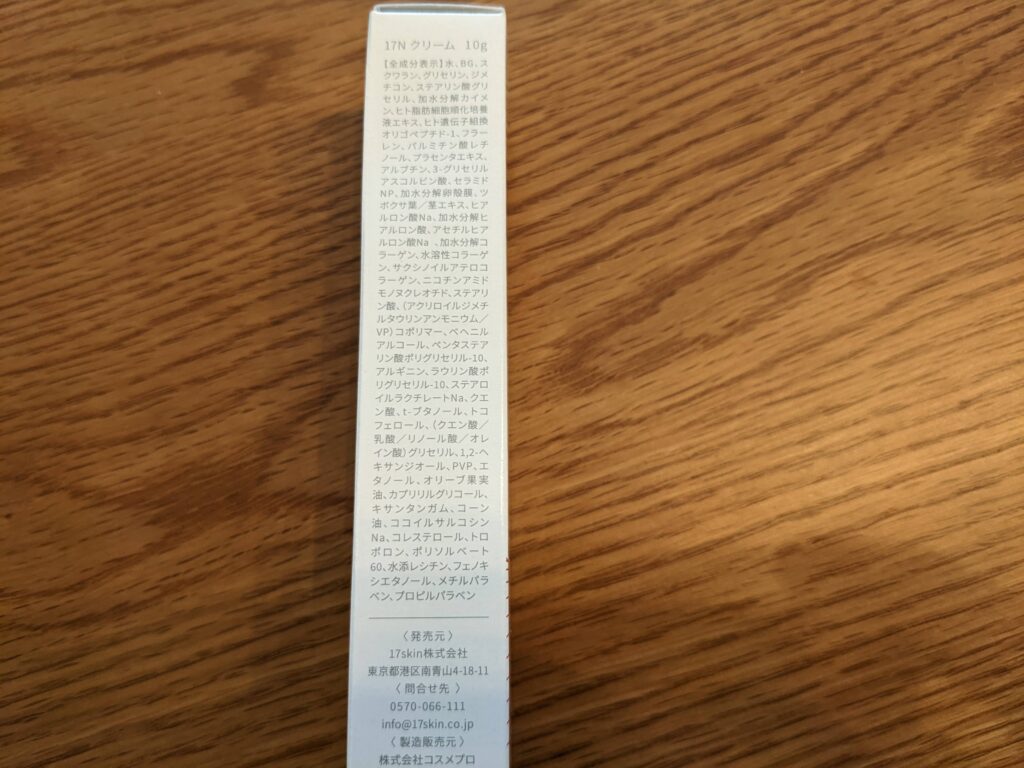 17N クリーム 10g
【全成分表示】水、BG、ス
クワラン、グリセリン、ジメ
チコン、ステアリン酸グリ
セリル、加水分解カイメ
ン、ヒト脂肪細胞順化培養
液エキス、ヒト遺伝子組換
オリゴペプチド-1、フラー
レン、パルミチン酸レチ
ノール、プラセンタエキス、
アルブチン、3-グリセリル
アスコルビン酸、セラミド
NP、加水分解卵殻膜、ツ
ボクサ葉／茎エキス、ヒア
ルロン酸Na、加水分解ヒ
アルロン酸、アセチルヒア
ルロン酸Na 、加水分解コ
ラーゲン、水溶性コラーゲ
ン、サクシノイルアテロコ
ラーゲン、ニコチンアミド
モノヌクレオチド、ステアリ
ン酸、（アクリロイルジメチ
ルタウリンアンモニウム／
VP）コポリマー、ベヘニル
アルコール、ペンタステア
リン酸ポリグリセリル-10、
アルギニン、ラウリン酸ポ
リグリセリル-10、ステアロ
イルラクチレートNa、クエ
ン酸、t-ブタノール、トコ
フェロール、（クエン酸／
乳酸／リノール酸／オレ
イン酸）グリセリル、1,2-ヘ
キサンジオール、PVP、エ
タノール、オリーブ果実
油、カプリリルグリコール、
キサンタンガム、コーン
油、ココイルサルコシン
Na、コレステロール、トロ
ポロン、ポリソルベート
60、水添レシチン、フェノキ
シエタノール、メチルパラ
ベン、プロピルパラベン
〈発売元〉
17skin株式会社
東京都港区南青山4-18-11
〈 問合せ先 〉
0570-066-111
info@17skin.co.jp
〈 製造販売元 〉
株式会社コスメプロ